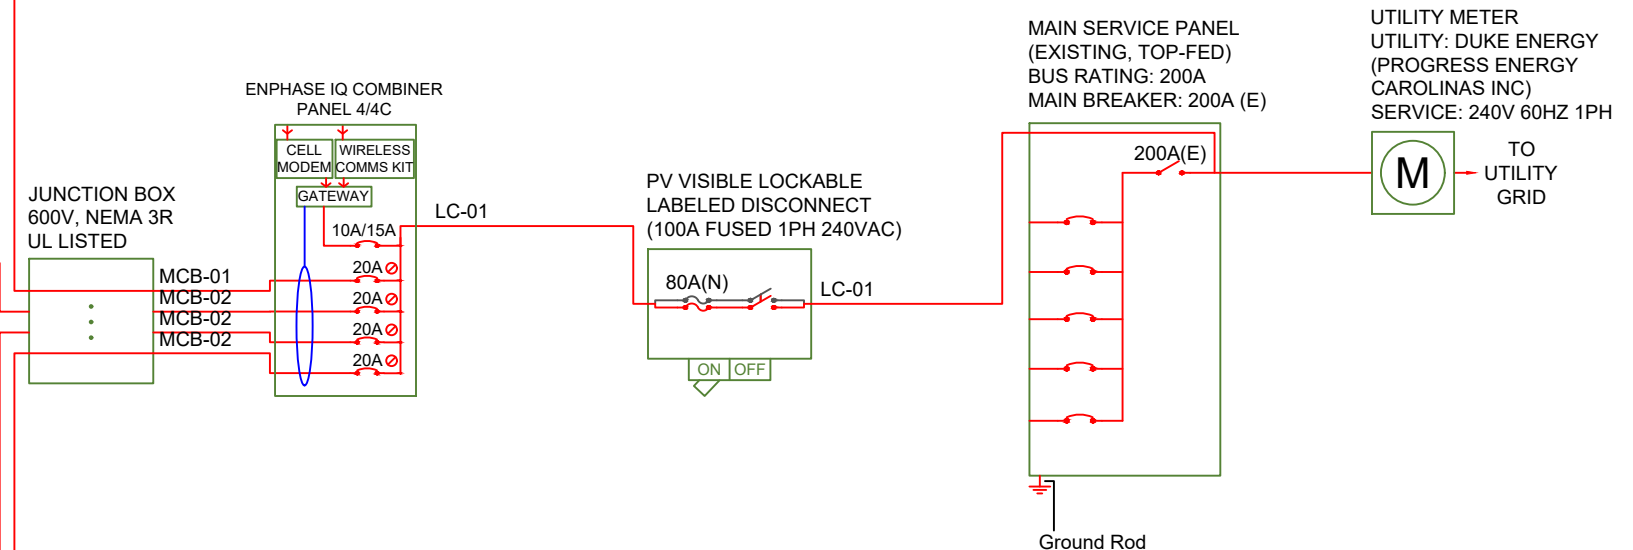 MAIN SERVICE PANEL
(EXISTING, TOP-FED)
BUS RATING: 200A
MAIN BREAKER: 200A (E)
UTILITY METER
UTILITY: DUKE ENERGY
(PROGRESS ENERGY
CAROLINAS INC)
SERVICE: 240V 60HZ 1PH
ENPHASE IQ COMBINER
PANEL 4/4C
CELL
MODEM
WIRELESS
COMMS KIT
GATEWAY
10A/15A
20A
20A
20A
20A
JUNCTION BOX
600V, NEMA 3R
UL LISTED
MCB-01
MCB-02
MCB-02
MCB-02
LC-01
PV VISIBLE LOCKABLE
LABELED DISCONNECT
(100A FUSED 1PH 240VAC)
80A(N)
ON
OFF
LC-01
200A(E)
M
TO
UTILITY
GRID
Ground Rod